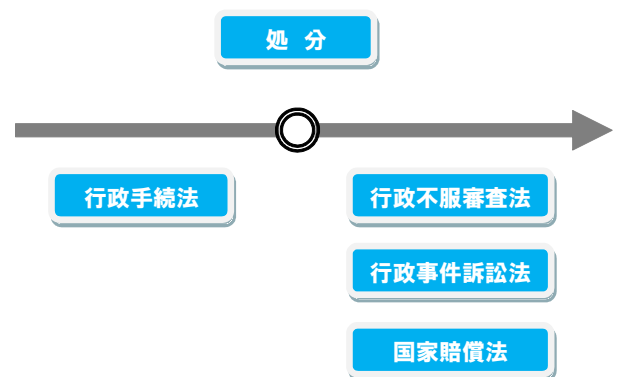 処 分
行政手続法
行政不服審査法
行政事件訴訟法
国家賠償法